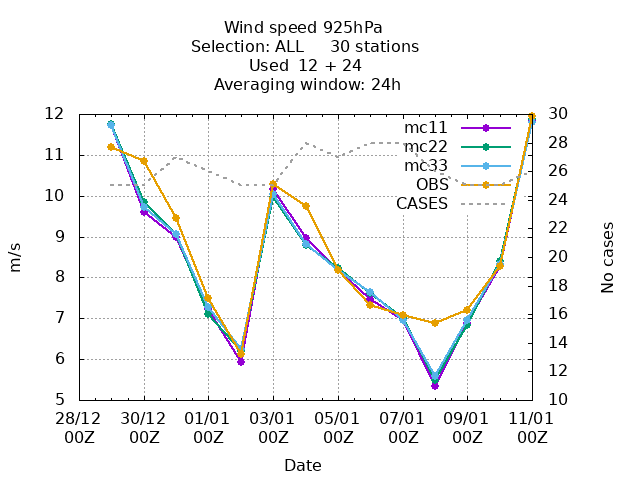 Wind speed 925hPa
Selection: ALL     30 stations
Used  12 + 24
Averaging window: 24h
12
11
10
9
8
7
6
5
m/s
30
28
26
24
22
20
18
16
14
12
10
No cases
mc11
mc22
mc33
OBS
CASES
28/12 30/12 01/01 03/01 05/01 07/01 09/01 11/01
00Z 00Z 00Z 00Z 00Z 00Z 00Z 00Z
Date